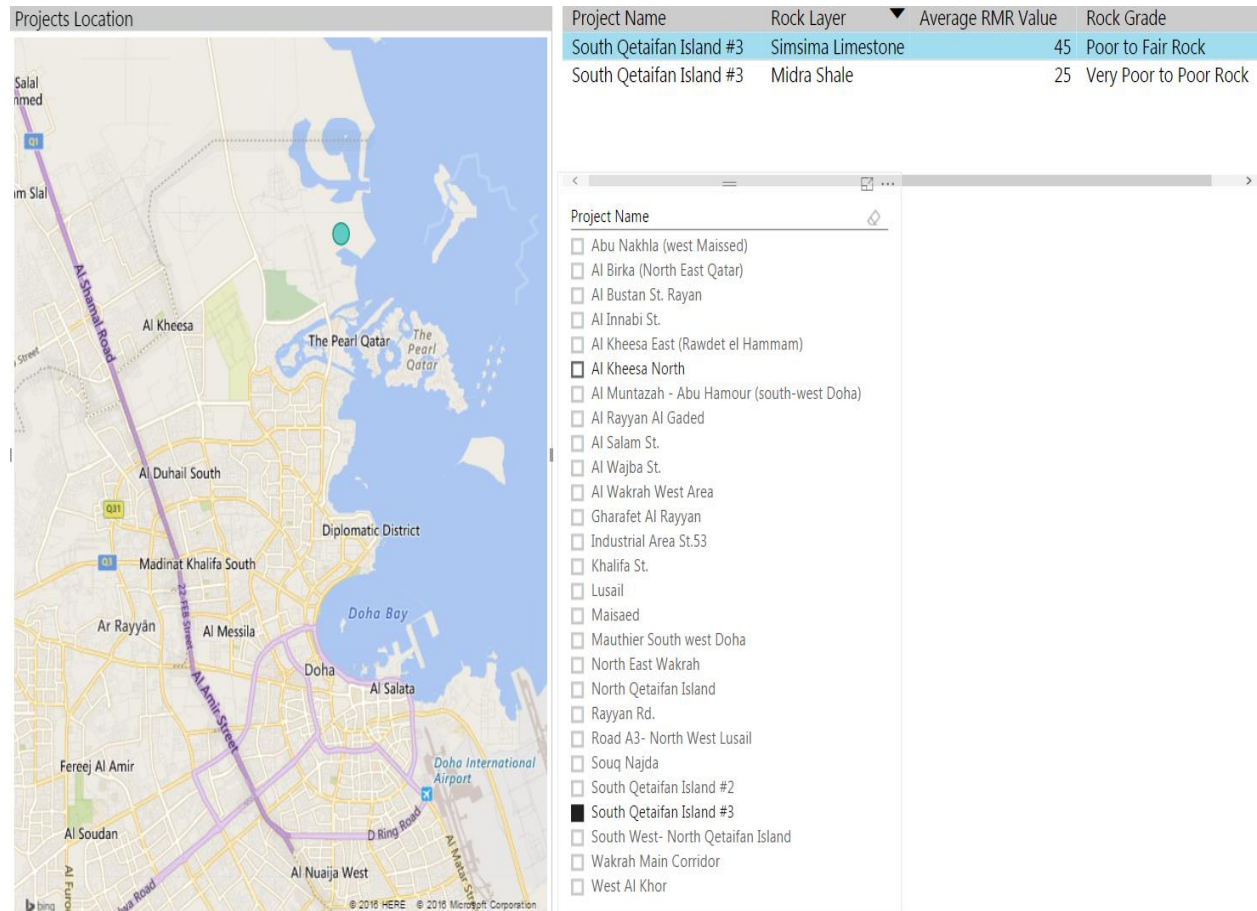 Projects Location
Salal
Q1
Al Shamal Road
Al Kheesa
The Pearl Qatar
The
Pearl
Qatar
Street
Al Duhail South
Q31
Diplomatic District
Q3
Madinat Khalifa South
22-FEB Street
Doha Bay
Ar Rayyān
Al Messila
Doha
Al Salata
Al Amir Street
Fereej Al Amir
Doha International
Airport
Al Soudan
D Ring Road
Al Matar Street
Al Nuaija West
Road
bing
© 2016 HERE © 2016 Microsoft Corporation
Project Name Rock Layer Average RMR Value Rock Grade
South Qetaifan Island #3 Simsima Limestone 45 Poor to Fair Rock
South Qetaifan Island #3 Midra Shale 25 Very Poor to Poor Rock
Project Name
Abu Nakhla (west Maissed)
Al Birka (North East Qatar)
Al Bustan St. Rayan
Al Innabi St.
Al Kheesa East (Rawdet el Hammam)
Al Kheesa North
Al Muntazah - Abu Hamour (south-west Doha)
Al Rayyan Al Gaded
Al Salam St.
Al Wajba St.
Al Wakrah West Area
Gharafet Al Rayyan
Industrial Area St.53
Khalifa St.
Lusail
Maisaed
Mauthier South west Doha
North East Wakrah
North Qetaifan Island
Rayyan Rd.
Road A3- North West Lusail
Souq Najda
South Qetaifan Island #2
South Qetaifan Island #3
South West- North Qetaifan Island
Wakrah Main Corridor
West Al Khor